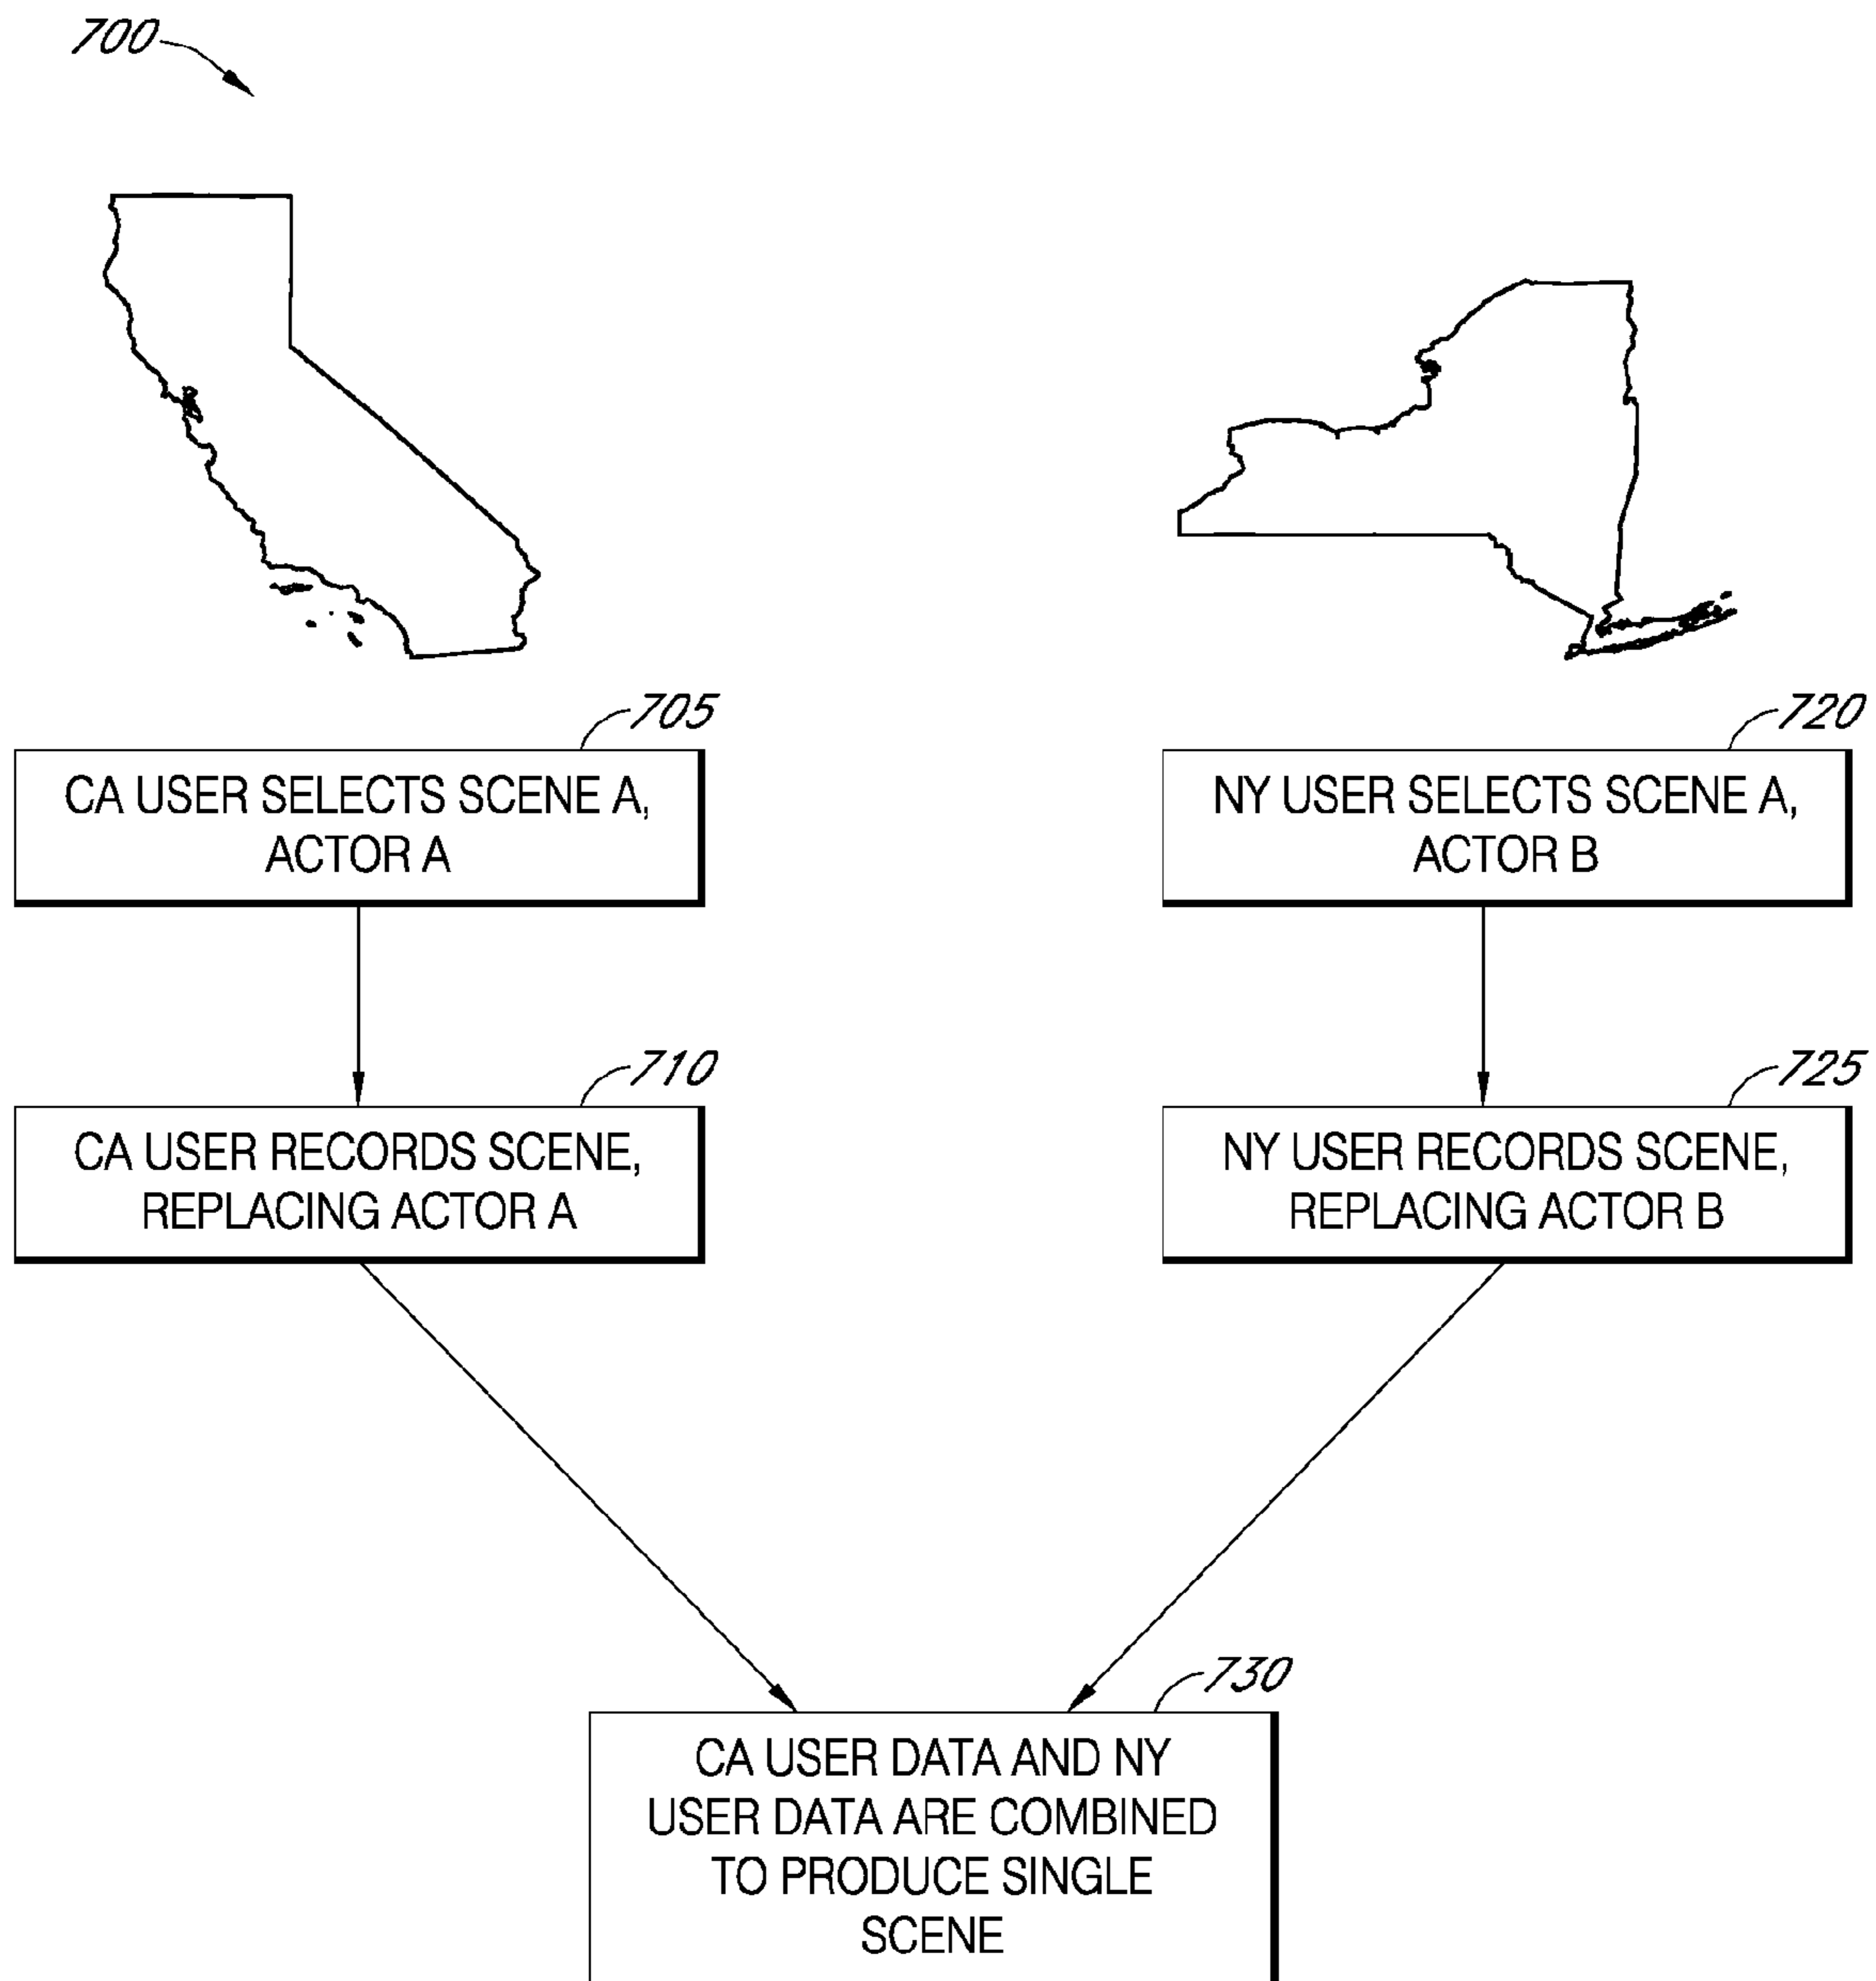 700
705
CA USER SELECTS SCENE A,
ACTOR A
720
NY USER SELECTS SCENE A,
ACTOR B
710
CA USER RECORDS SCENE,
REPLACING ACTOR A
725
NY USER RECORDS SCENE,
REPLACING ACTOR B
730
CA USER DATA AND NY
USER DATA ARE COMBINED
TO PRODUCE SINGLE
SCENE